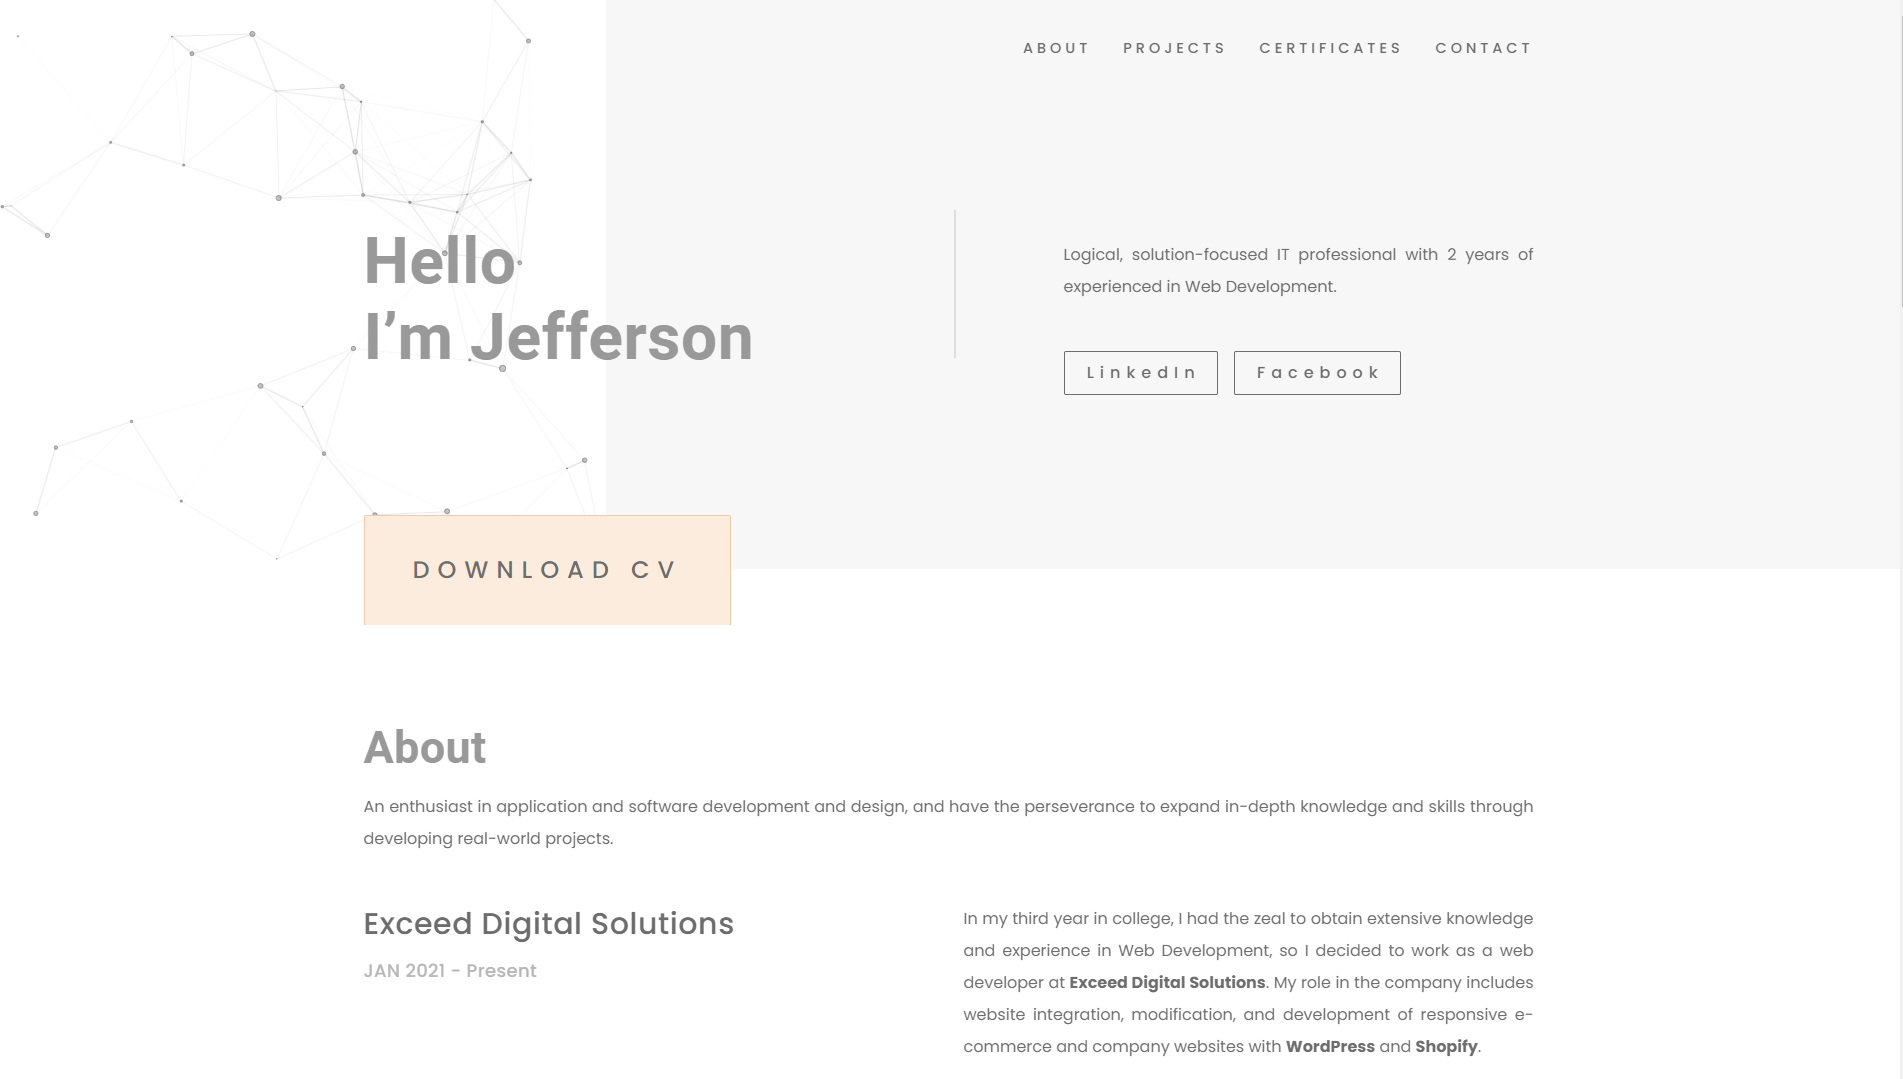 ABOUT PROJECTS CERTIFICATES CONTACT
Hello
I’m Jefferson
Logical, solution-focused IT professional with 2 years of
experienced in Web Development.
LinkedIn Facebook
DOWNLOAD CV
About
An enthusiast in application and software development and design, and have the perseverance to expand in-depth knowledge and skills through
developing real-world projects.
Exceed Digital Solutions
JAN 2021 - Present
In my third year in college, I had the zeal to obtain extensive knowledge
and experience in Web Development, so I decided to work as a web
developer at Exceed Digital Solutions. My role in the company includes
website integration, modification, and development of responsive e-
commerce and company websites with WordPress and Shopify.